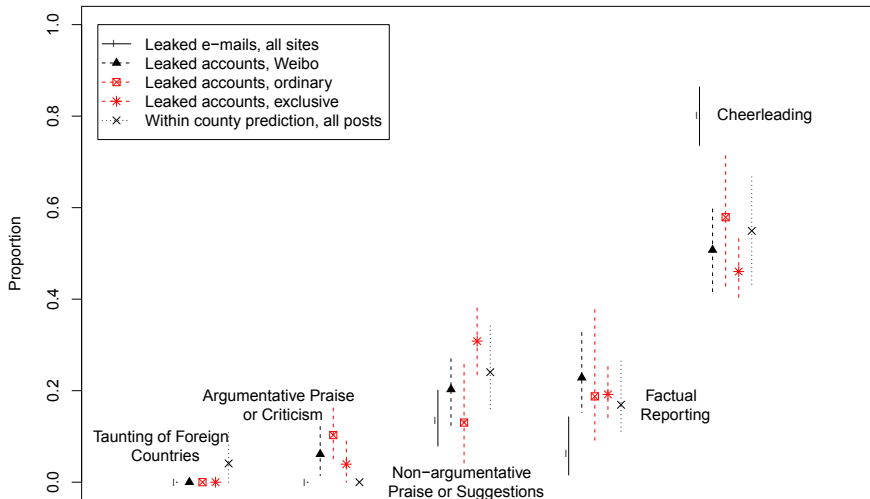 1.0
0.8
0.6
0.4
0.2
0.0
Proportion
Leaked e−mails, all sites
Leaked accounts, Weibo
Leaked accounts, ordinary
Leaked accounts, exclusive
Within county prediction, all posts
Cheerleading
Argumentative Praise
or Criticism
Factual
Reporting
Taunting of Foreign
Countries
Non−argumentative
Praise or Suggestions